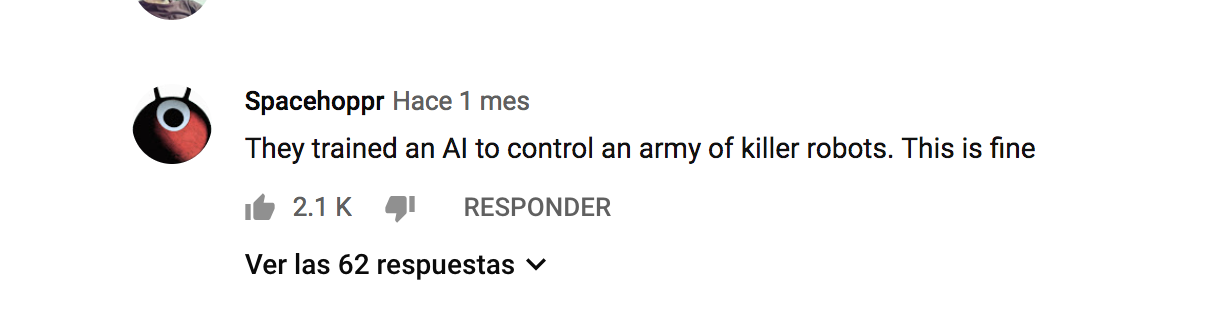 Spacehoppr Hace 1 mes
They trained an AI to control an army of killer robots. This is fine
2.1 K RESPONDER
Ver las 62 respuestas